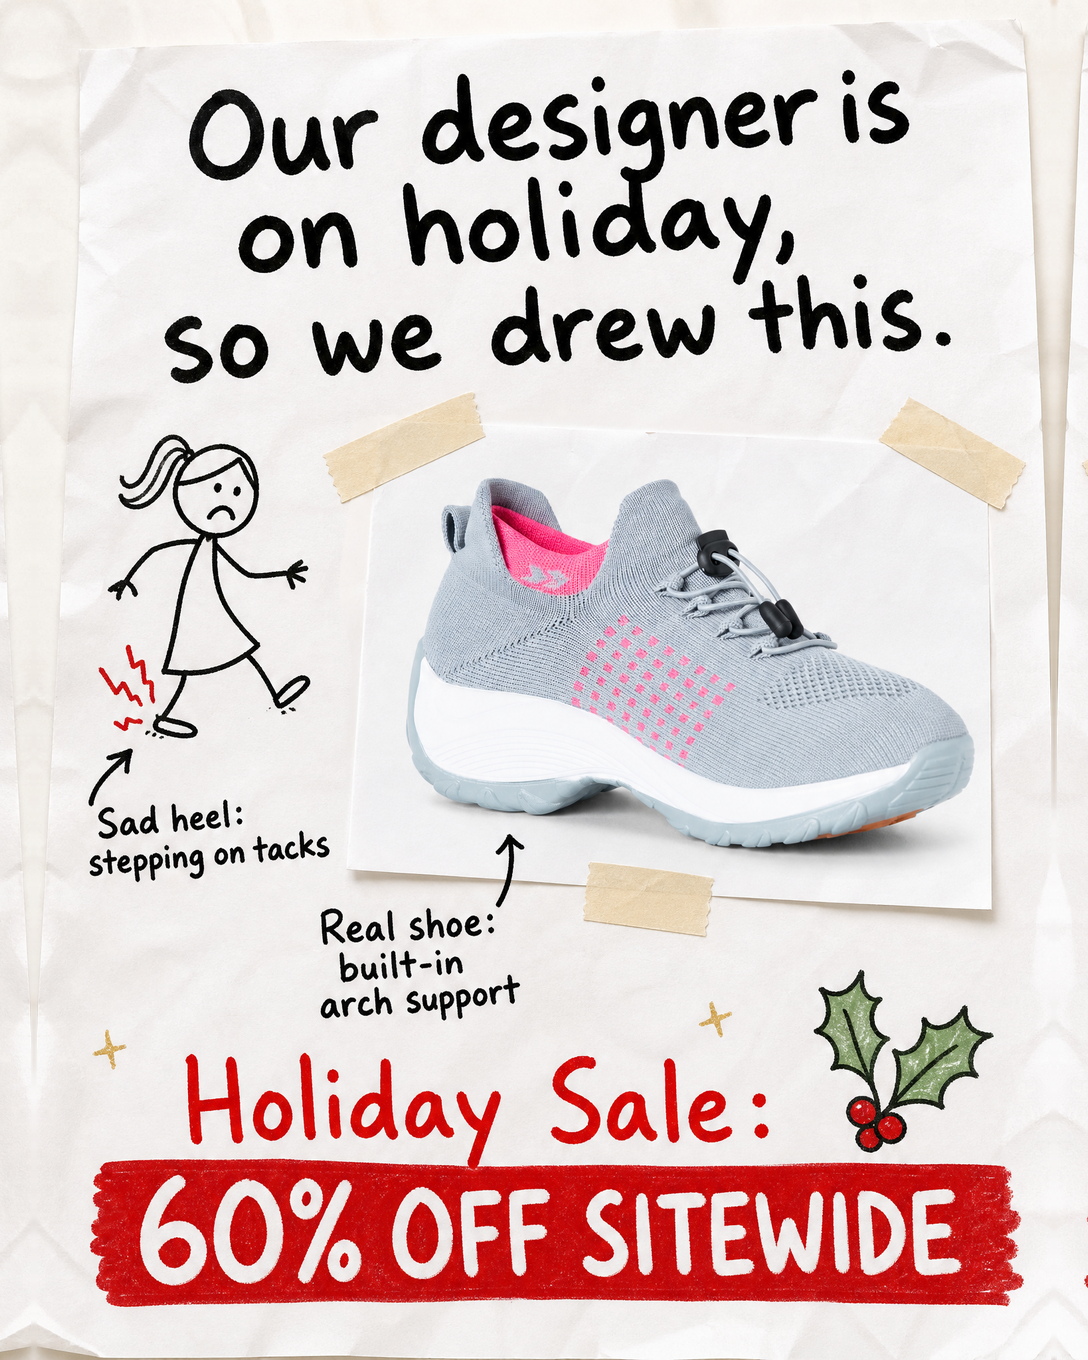 Our designer is
on holiday,
so we drew this.
Sad heel:
stepping on tacks
Real shoe:
built-in
arch support
Holiday Sale:
60% OFF SITEWIDE